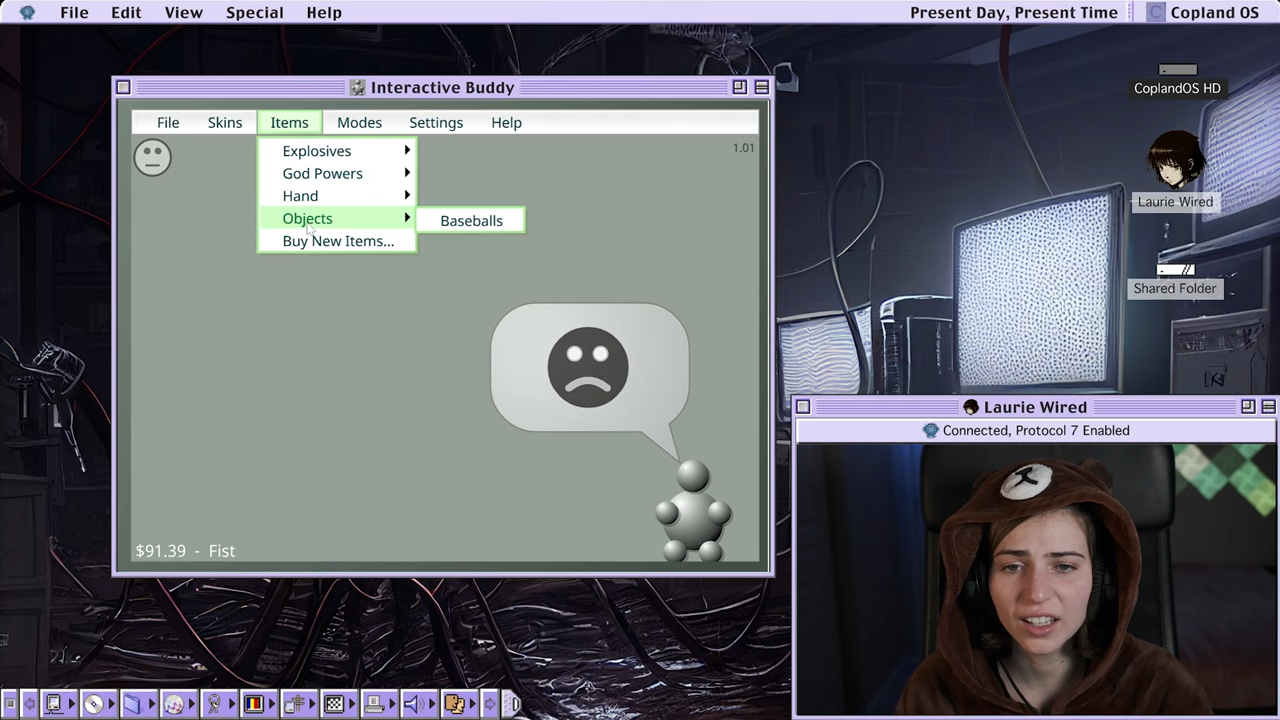 File Edit View Special Help
Present Day, Present Time
Copland OS
Interactive Buddy
File Skins Items Modes Settings Help
Explosives
God Powers
Hand
Objects
Baseballs
Buy New Items...
1.01
$91.39 - Fist
CoplandOS HD
Laurie Wired
Shared Folder
Laurie Wired
Connected, Protocol 7 Enabled